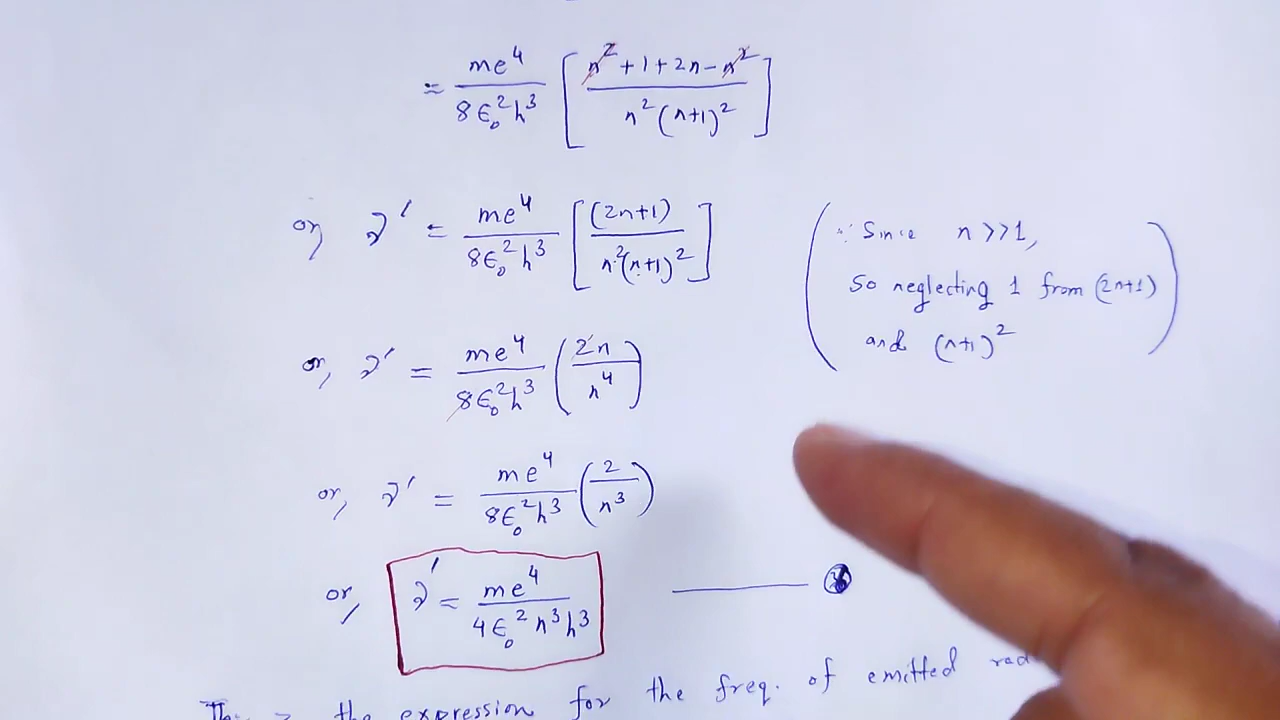 = me⁴/8ϵ₀²h³ [n² + 1 + 2n - n² / n²(n+1)²]
or, ν' = me⁴/8ϵ₀²h³ [(2n+1) / n²(n+1)²]
(∵ Since n >> 1,
so neglecting 1 from (2n+1)
and (n+1)²)
or, ν' = me⁴/8ϵ₀²h³ (2n/n⁴)
or, ν' = me⁴/8ϵ₀²h³ (2/n³)
or, ν' = me⁴/4ϵ₀²n³h³
the expression for the freq. of emitted